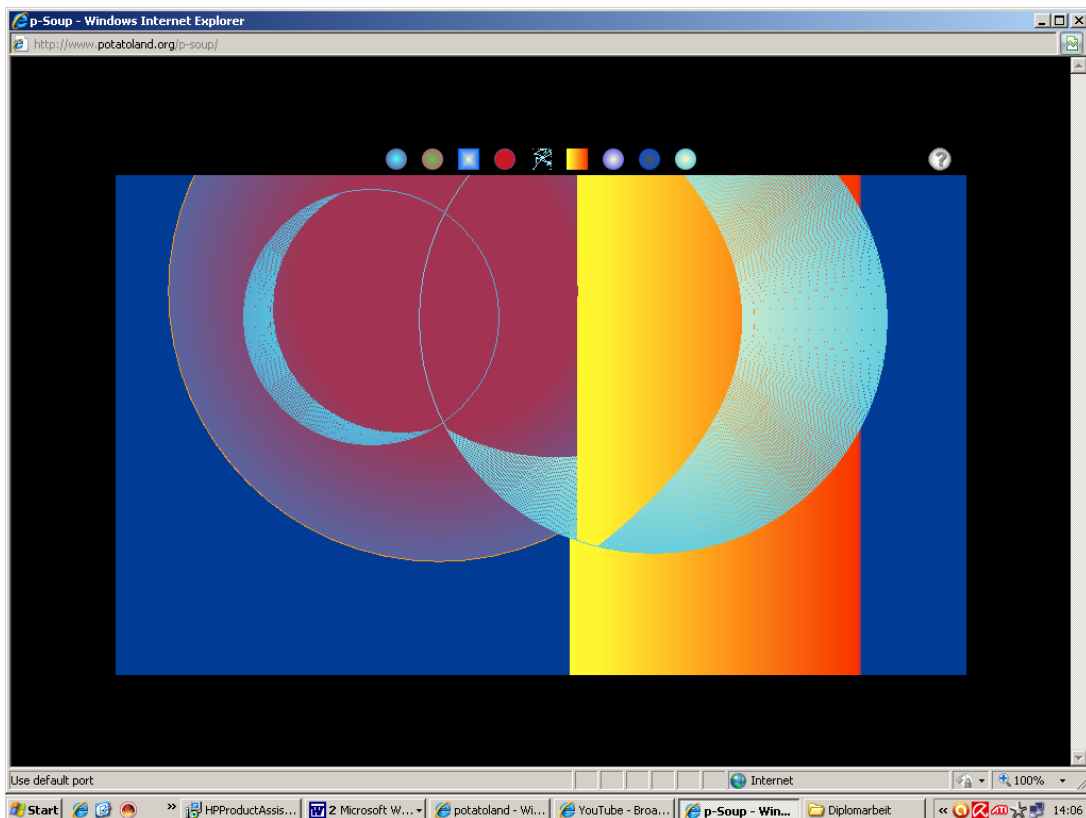 p-Soup - Windows Internet Explorer
http://www.potatoland.org/p-soup/
?
Use default port
Internet
100%
Start
»
HPProductAssis...
2 Microsoft W...
potatoland - Wi...
YouTube - Broa...
p-Soup - Win...
Diplomarbeit
«
14:06